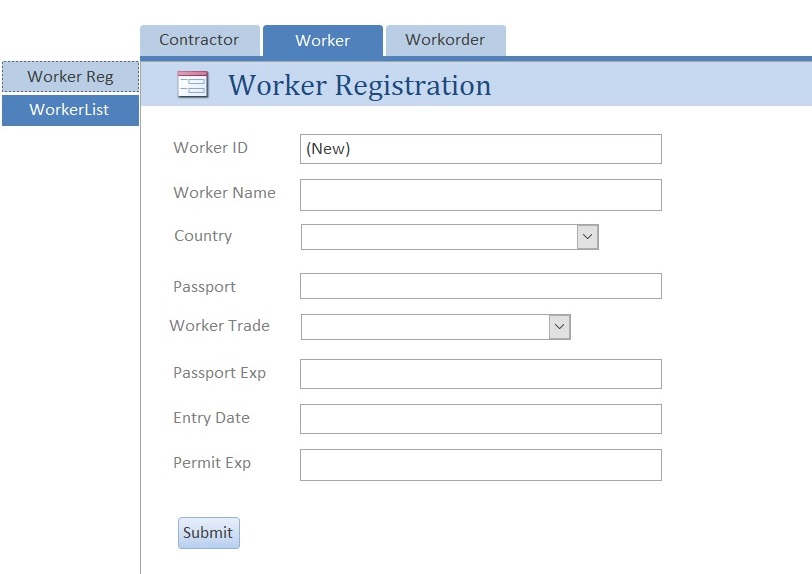 Contractor
Worker
Workorder
Worker Reg
WorkerList
Worker Registration
Worker ID
(New)
Worker Name
Country
Passport
Worker Trade
Passport Exp
Entry Date
Permit Exp
Submit